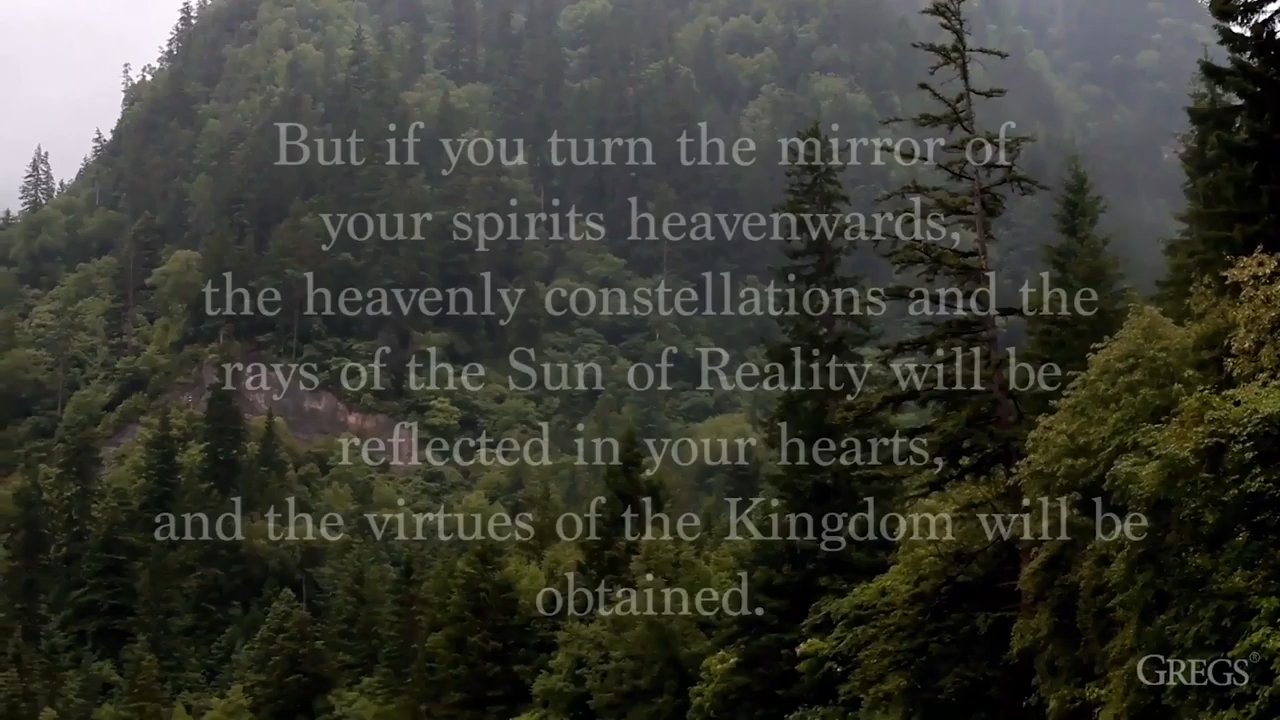 But if you turn the mirror of
your spirits heavenwards,
the heavenly constellations and the
rays of the Sun of Reality will be
reflected in your hearts,
and the virtues of the Kingdom will be
obtained.
GREGS®